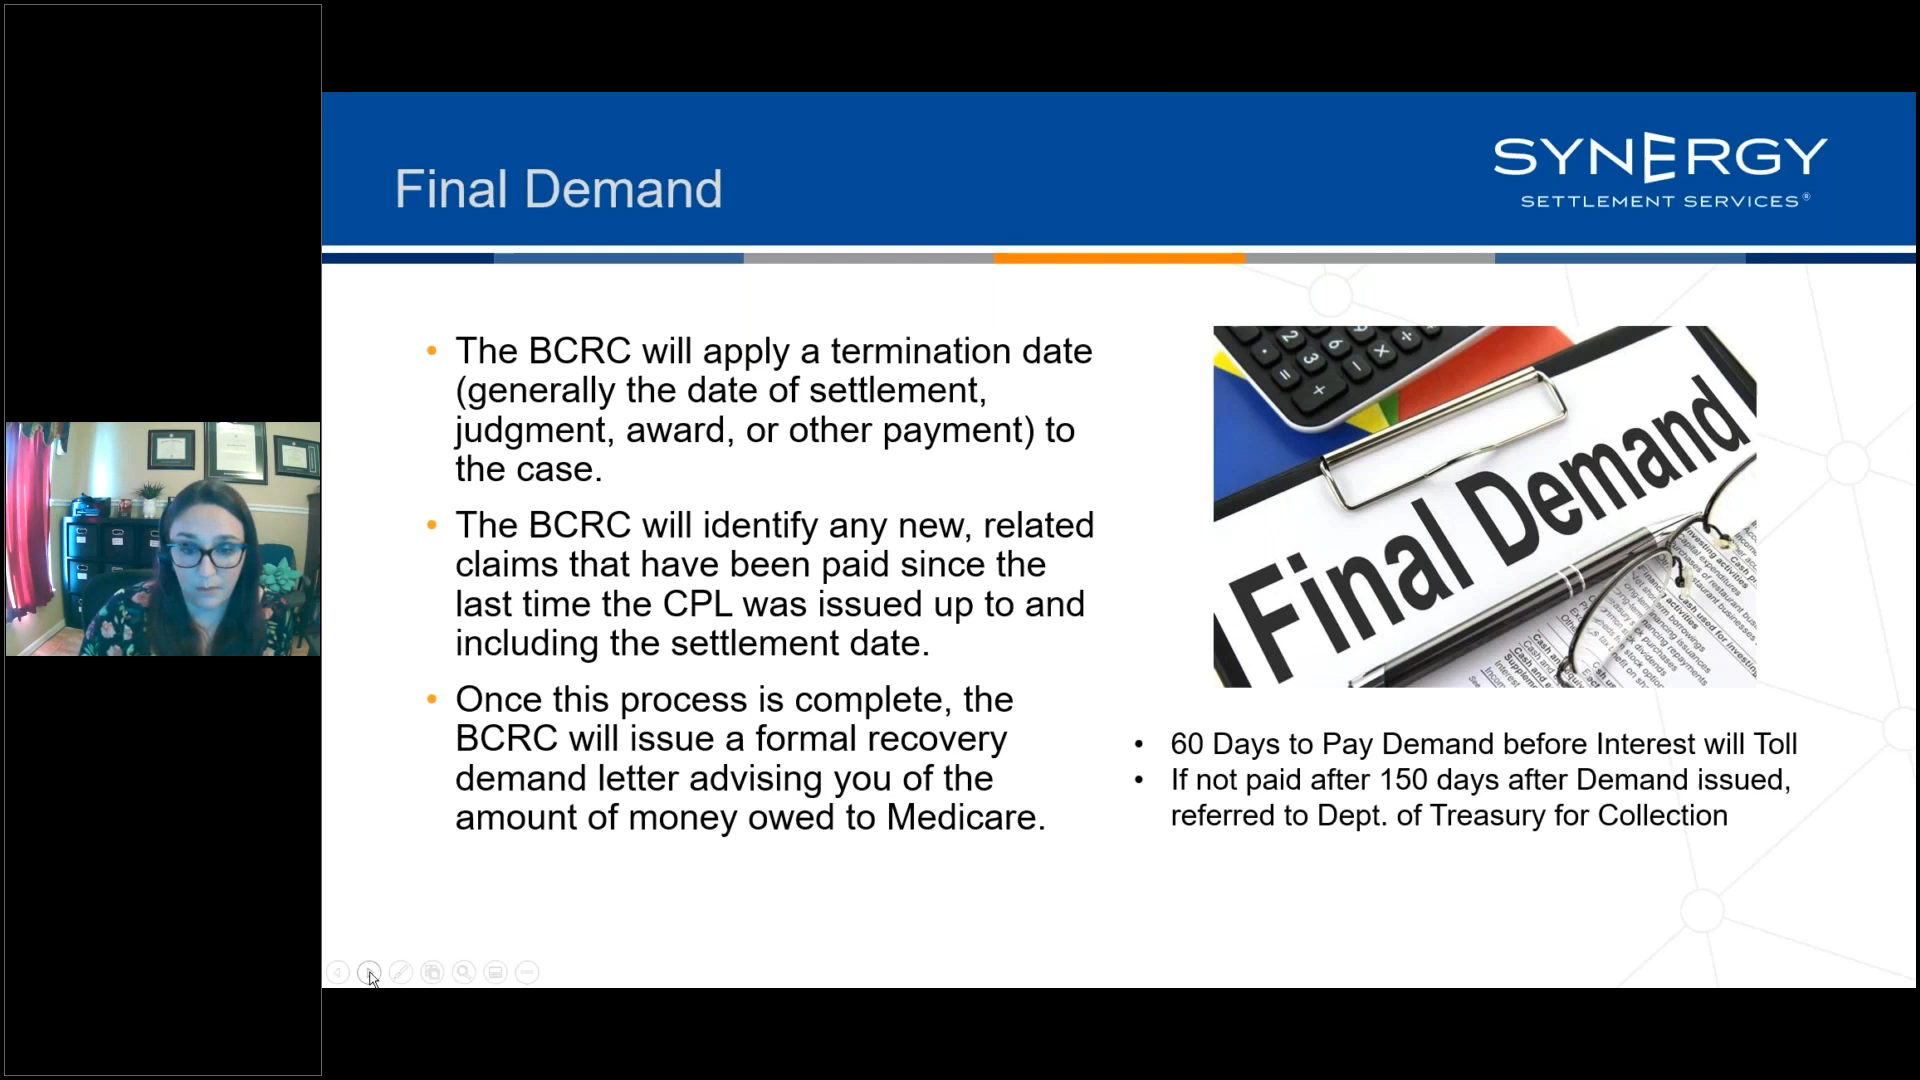 Final Demand
SYNERGY
SETTLEMENT SERVICES®
• The BCRC will apply a termination date
(generally the date of settlement,
judgment, award, or other payment) to
the case.
• The BCRC will identify any new, related
claims that have been paid since the
last time the CPL was issued up to and
including the settlement date.
• Once this process is complete, the
BCRC will issue a formal recovery
demand letter advising you of the
amount of money owed to Medicare.
Final Demand
• 60 Days to Pay Demand before Interest will Toll
• If not paid after 150 days after Demand issued,
referred to Dept. of Treasury for Collection